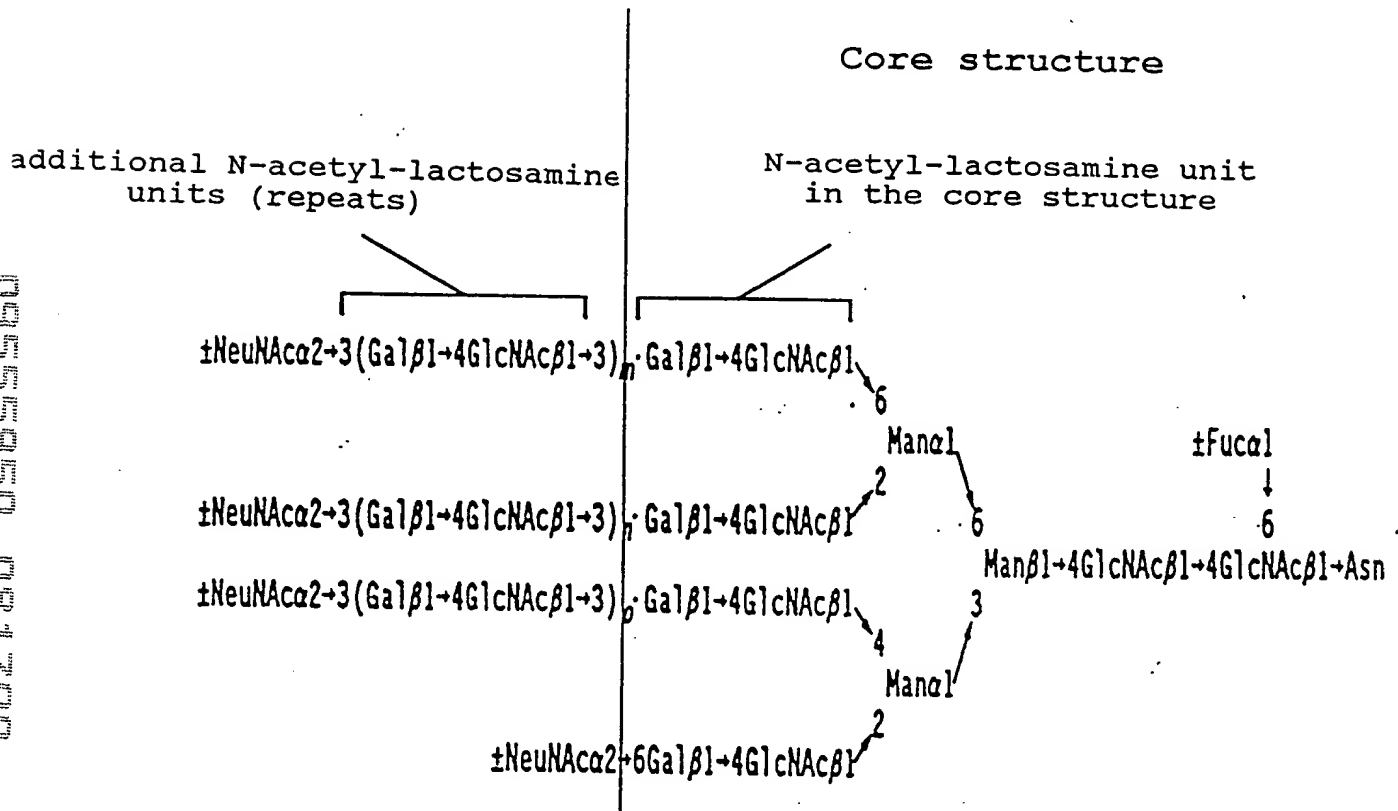 Core structure
additional N-acetyl-lactosamine
units (repeats)
N-acetyl-lactosamine unit
in the core structure
±NeuNAcα2→3(Galβ1→4GlcNAcβ1→3)m·Galβ1→4GlcNAcβ1
6
Manα1
±Fucα1
2
±NeuNAcα2→3(Galβ1→4GlcNAcβ1→3)n·Galβ1→4GlcNAcβ1
6
6
Manβ1→4GlcNAcβ1→4GlcNAcβ1→Asn
±NeuNAcα2→3(Galβ1→4GlcNAcβ1→3)o·Galβ1→4GlcNAcβ1
3
4
Manα1
2
±NeuNAcα2→6Galβ1→4GlcNAcβ1